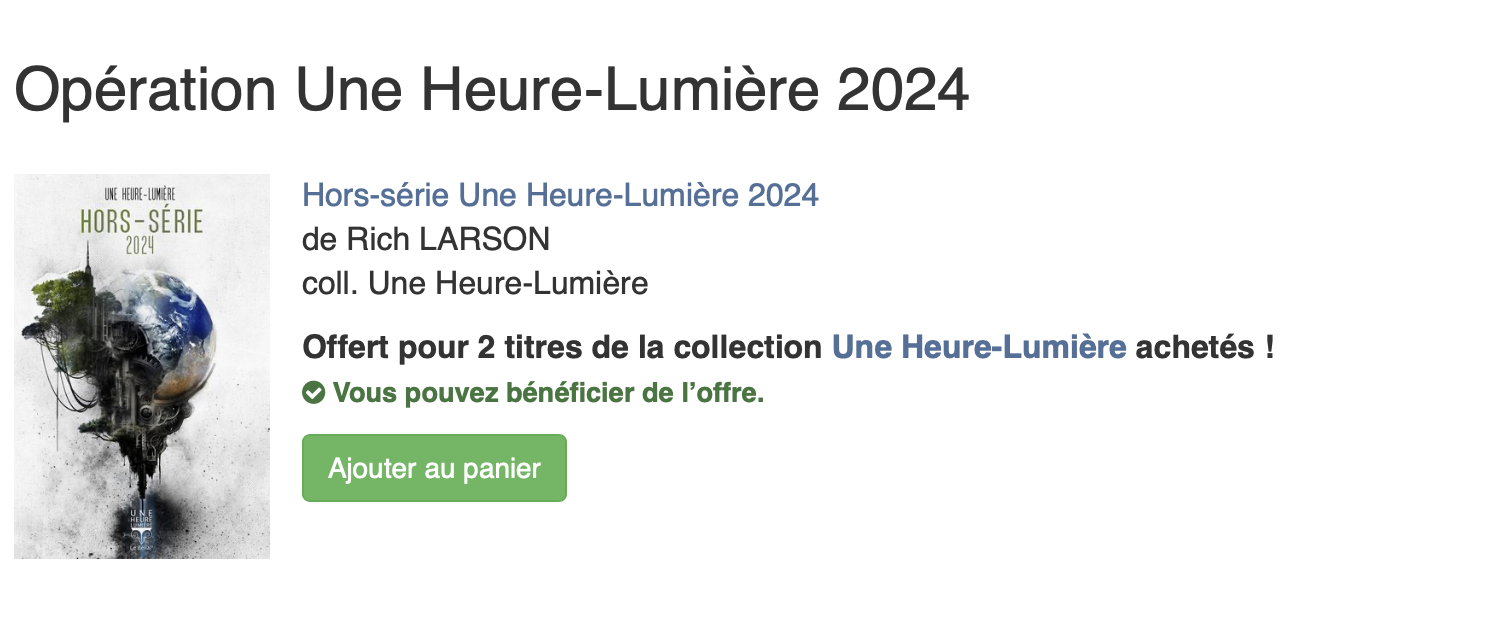 Opération Une Heure-Lumière 2024
UNE HEURE-LUMIÈRE
HORS-SÉRIE
2024
Hors-série Une Heure-Lumière 2024
de Rich LARSON
coll. Une Heure-Lumière
Offert pour 2 titres de la collection Une Heure-Lumière achetés !
Vous pouvez bénéficier de l’offre.
Ajouter au panier
UNE
HEURE
LUMIÈRE